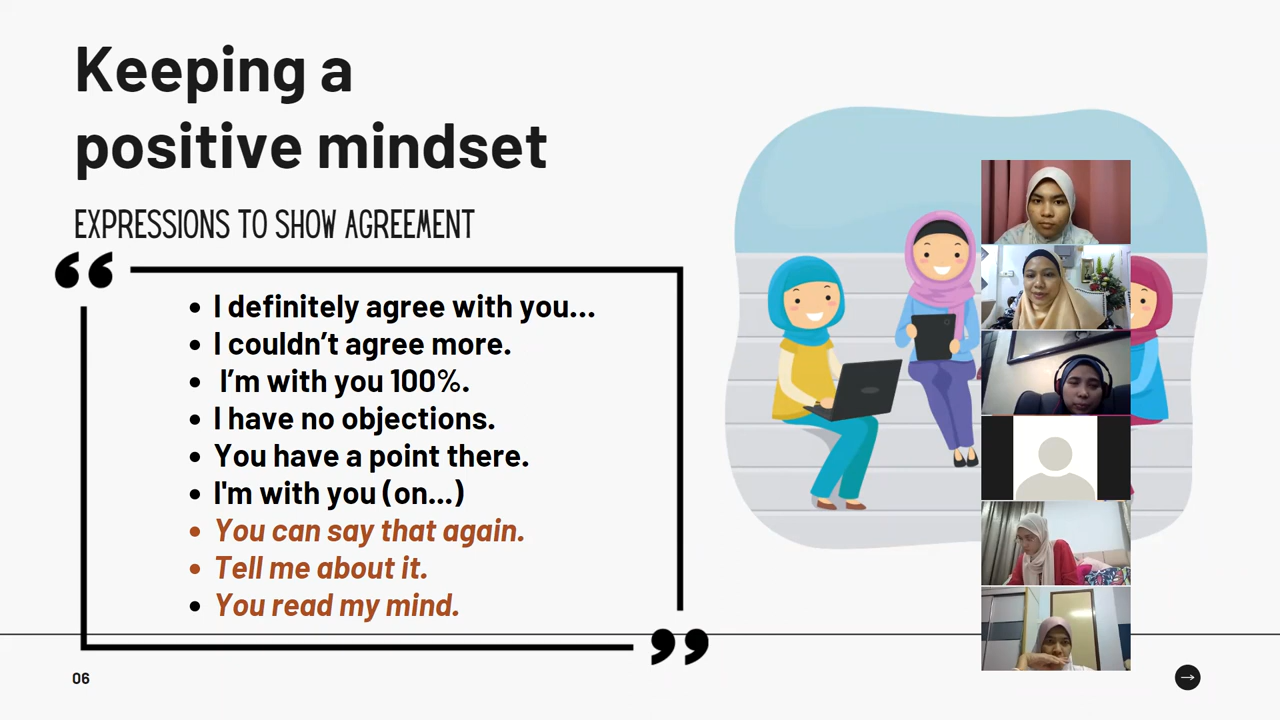 Keeping a
positive mindset
EXPRESSIONS TO SHOW AGREEMENT
“
• I definitely agree with you...
• I couldn’t agree more.
• I’m with you 100%.
• I have no objections.
• You have a point there.
• I'm with you (on...)
• You can say that again.
• Tell me about it.
• You read my mind.
”
06